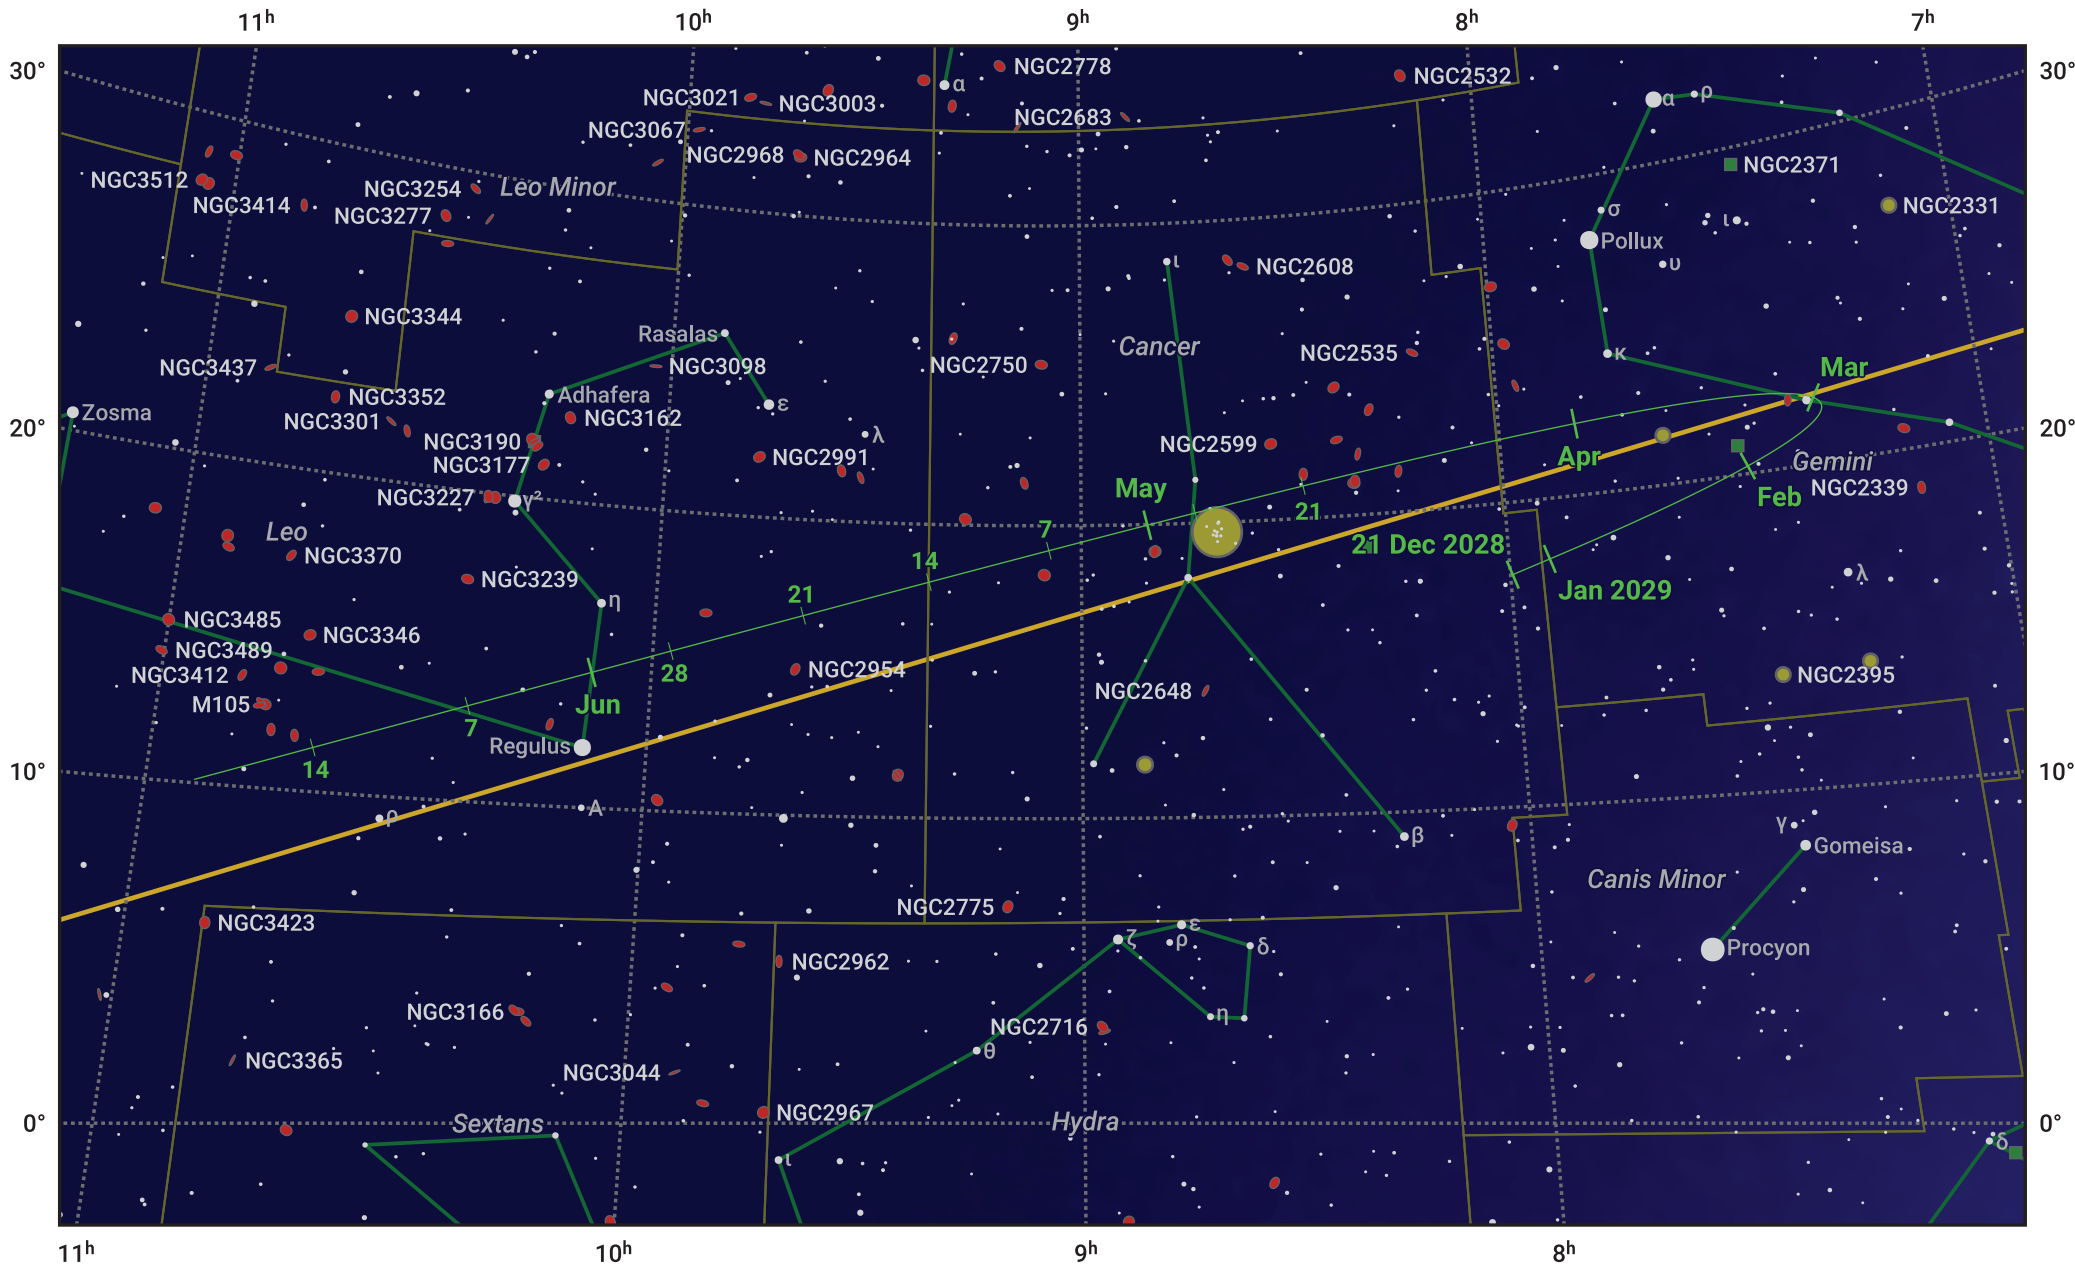 11h 10h 9h 8h 7h
30° 30°
NGC2778
NGC2532
α
α ρ
NGC3021 NGC3003
NGC2683
NGC3067
NGC2968 NGC2964
NGC2371
NGC3512
NGC3254 Leo Minor
NGC3414
NGC3277
σ
NGC2331
ι
Pollux
υ
ι
NGC2608
NGC3344
Rasalas
Cancer
NGC2535
κ
NGC3437
NGC3098
NGC2750
Mar
NGC3352
Adhafera
ε
Zosma
NGC3301
NGC3162
20° 20°
NGC3190
λ
NGC2599
Apr
NGC3177
NGC2991
Gemini
NGC3227
γ²
May
NGC2339
Feb
21
Leo
7
21 Dec 2028
NGC3370
14
λ
NGC3239
Jan 2029
21
η
NGC3485
NGC3346
NGC3489
NGC3412
28
NGC2954
NGC2395
M105
Jun
NGC2648
7
Regulus
14
10° 10°
A
ρ
γ
β
Gomeisa
Canis Minor
NGC2775
NGC3423
ε
ζ ρ δ
Procyon
NGC2962
NGC3166
η
NGC2716
θ
NGC3365
NGC3044
NGC2967
0° Sextans Hydra 0°
δ
ι
11h 10h 9h 8h